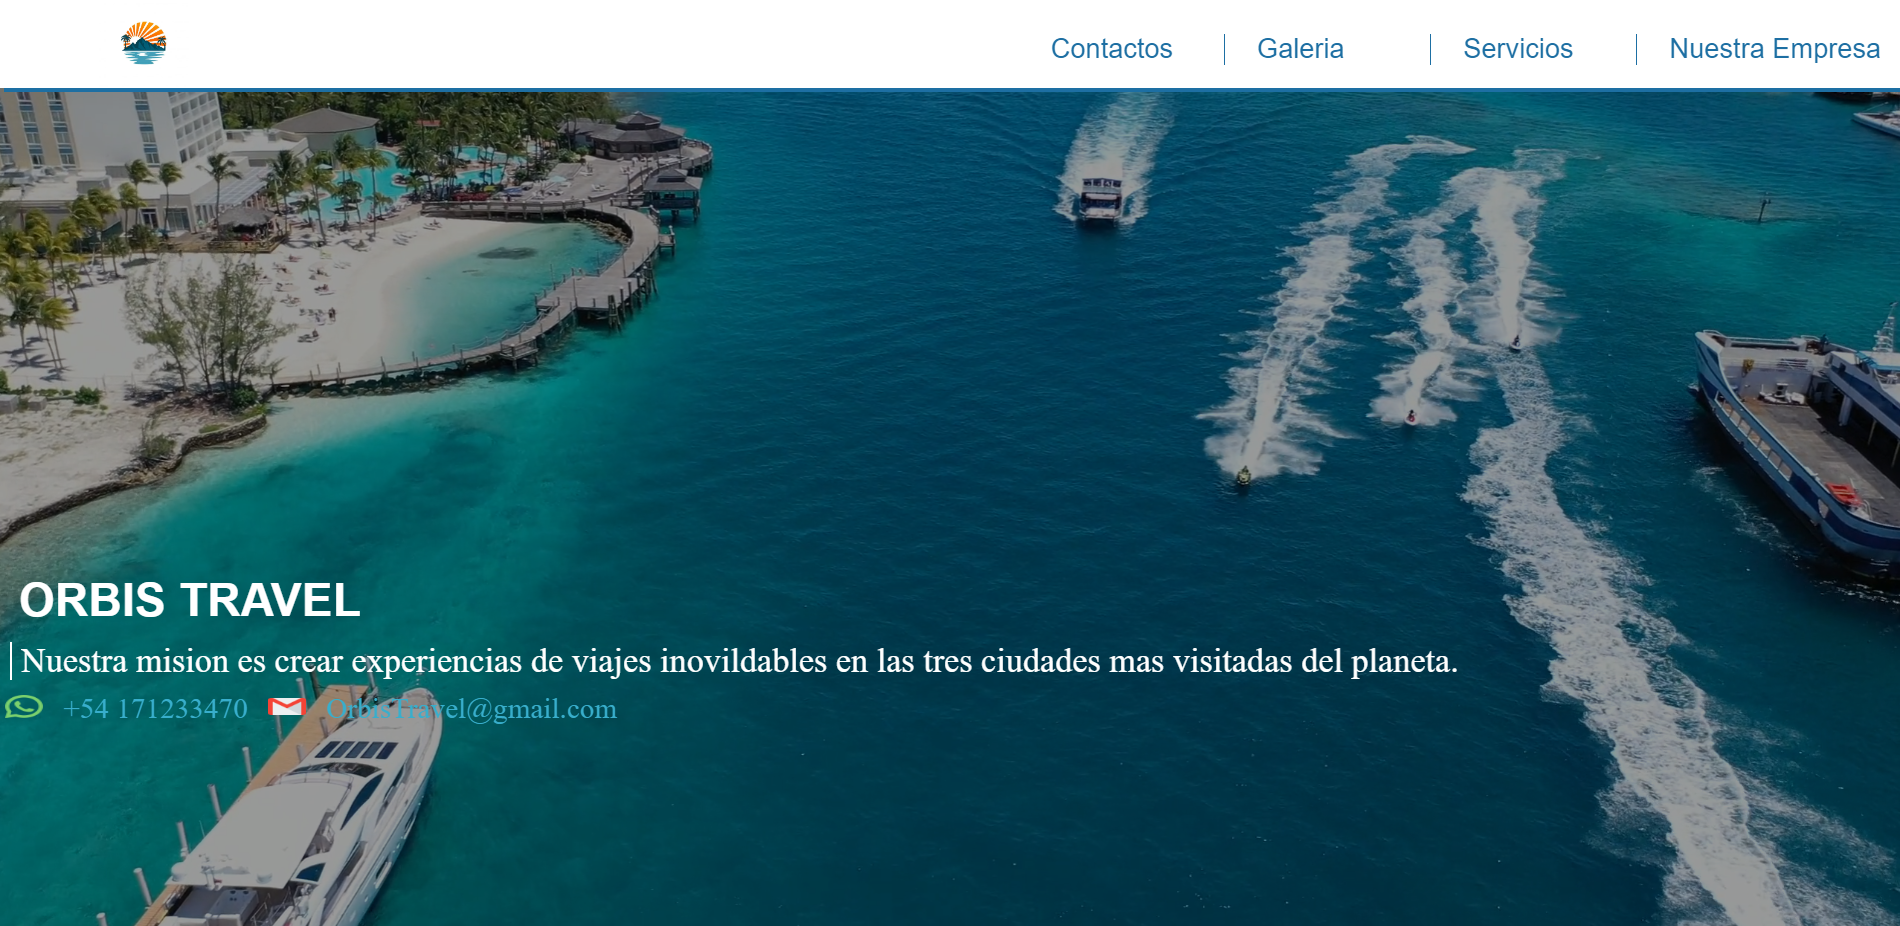 Contactos
Galeria
Servicios
Nuestra Empresa
ORBIS TRAVEL
Nuestra mision es crear experiencias de viajes inovildables en las tres ciudades mas visitadas del planeta.
+54 171233470 OrbisTravel@gmail.com